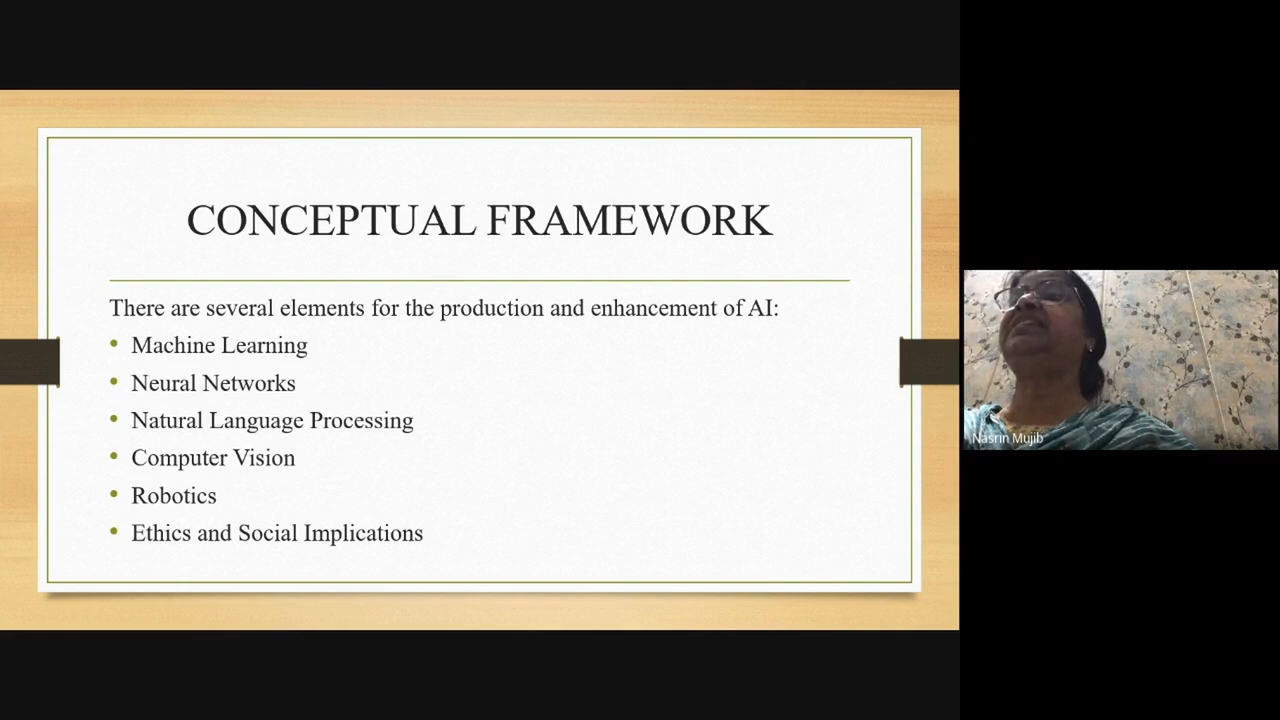 CONCEPTUAL FRAMEWORK
There are several elements for the production and enhancement of AI:
• Machine Learning
• Neural Networks
• Natural Language Processing
• Computer Vision
• Robotics
• Ethics and Social Implications
Nasrin Mujib